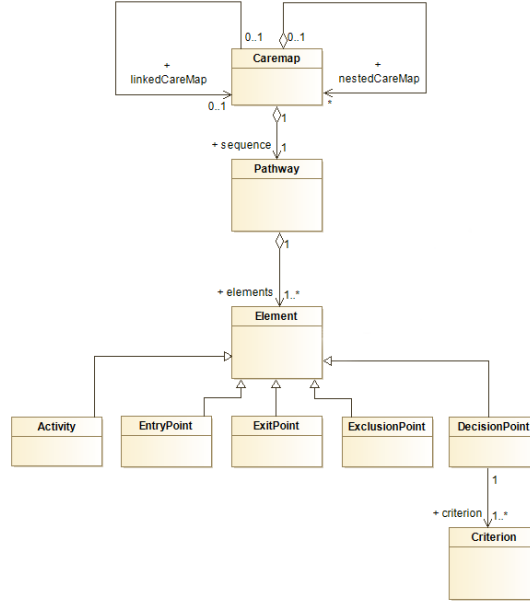 0..1
0..1
+
linkedCareMap
Caremap
+
nestedCareMap
0..1
*
1
+ sequence
1
Pathway
1
+ elements
1..*
Element
Activity
EntryPoint
ExitPoint
ExclusionPoint
DecisionPoint
1
+ criterion
1..*
Criterion